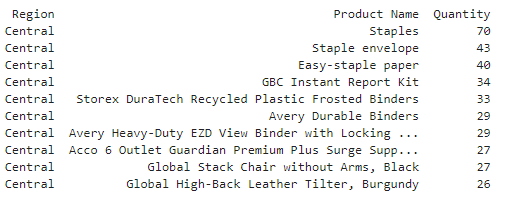 Region Product Name Quantity
Central Staples 70
Central Staple envelope 43
Central Easy-staple paper 40
Central GBC Instant Report Kit 34
Central Storex DuraTech Recycled Plastic Frosted Binders 33
Central Avery Durable Binders 29
Central Avery Heavy-Duty EZD View Binder with Locking ... 29
Central Acco 6 Outlet Guardian Premium Plus Surge Supp... 27
Central Global Stack Chair without Arms, Black 27
Central Global High-Back Leather Tilter, Burgundy 26